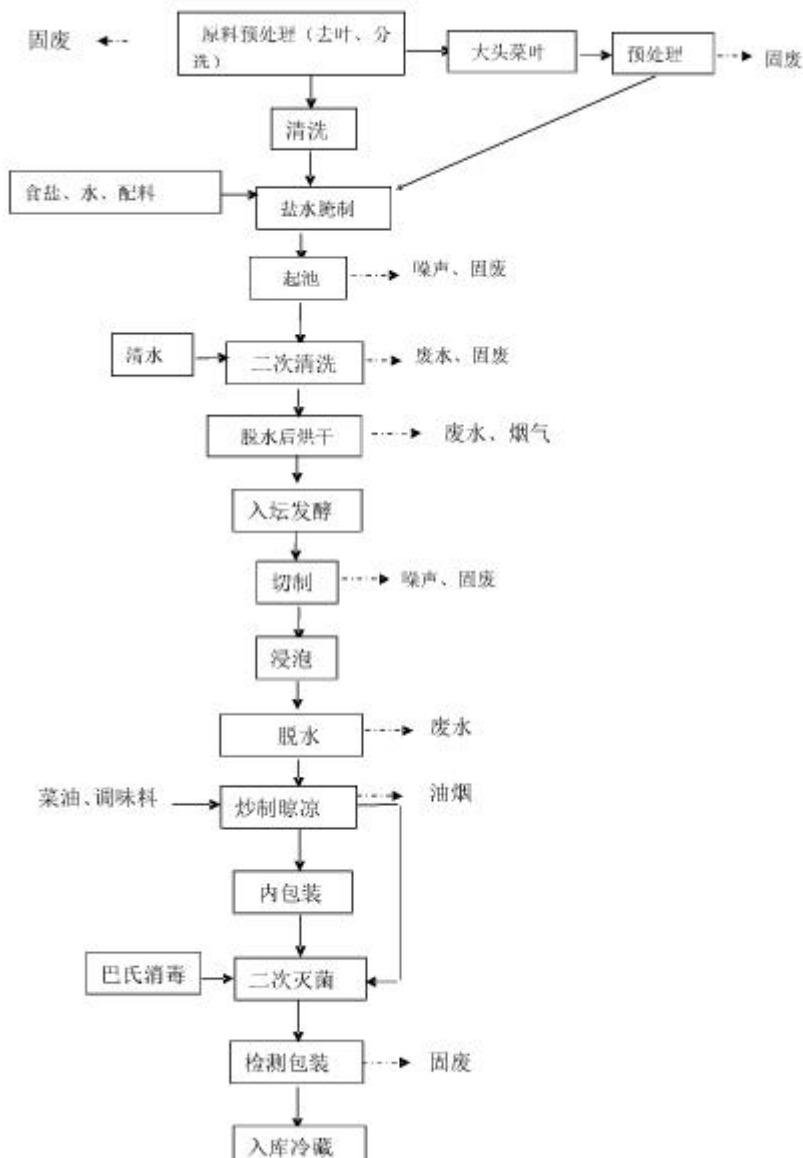 固废
原料预处理（去叶、分
洗）
大头菜叶
预处理
固废
清洗
食盐、水、配料
盐水腌制
起池
噪声、固废
清水
二次清洗
废水、固废
脱水后烘干
废水、烟气
入坛发酵
切制
噪声、固废
浸泡
脱水
废水
菜油、调味料
炒制晾凉
油烟
内包装
巴氏消毒
二次灭菌
检测包装
固废
入库冷藏